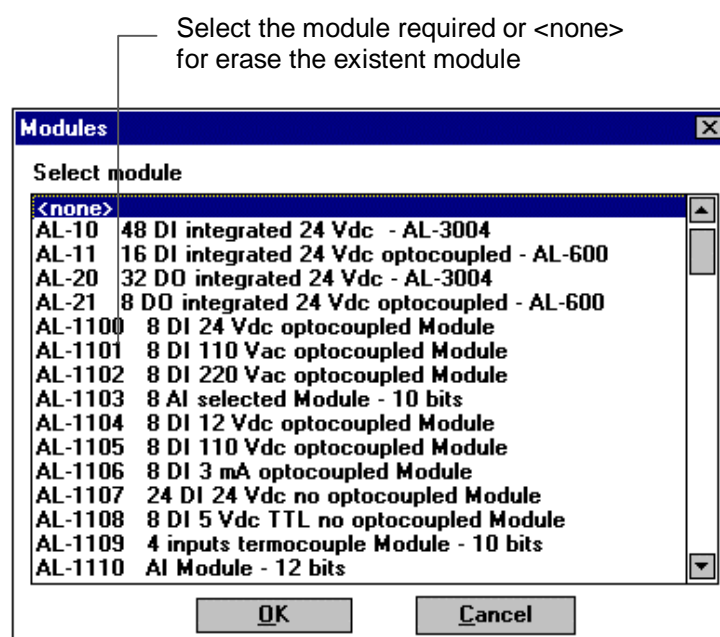 Select the module required or <none>
for erase the existent module
Modules
Select module
<none>
AL-10 48 DI integrated 24 Vdc - AL-3004
AL-11 16 DI integrated 24 Vdc optocoupled - AL-600
AL-20 32 DO integrated 24 Vdc - AL-3004
AL-21 8 DO integrated 24 Vdc optocoupled - AL-600
AL-1100 8 DI 24 Vdc optocoupled Module
AL-1101 8 DI 110 Vac optocoupled Module
AL-1102 8 DI 220 Vac optocoupled Module
AL-1103 8 AI selected Module - 10 bits
AL-1104 8 DI 12 Vdc optocoupled Module
AL-1105 8 DI 110 Vdc optocoupled Module
AL-1106 8 DI 3 mA optocoupled Module
AL-1107 24 DI 24 Vdc no optocoupled Module
AL-1108 8 DI 5 Vdc TTL no optocoupled Module
AL-1109 4 inputs termocouple Module - 10 bits
AL-1110 AI Module - 12 bits
OK Cancel